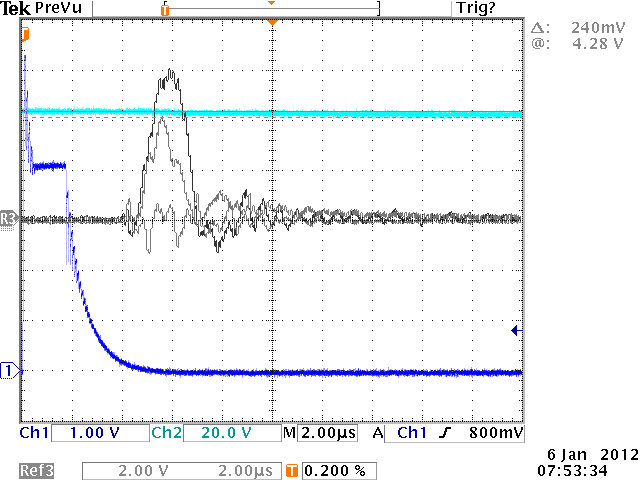 Tek PreVu T Trig?
Δ: 240mV
@: 4.28 V
T
R3
1
Ch1 1.00 V Ch2 20.0 V M 2.00µs A Ch1 800mV
6 Jan 2012
Ref3 2.00 V 2.00µs T 0.200 %
07:53:34